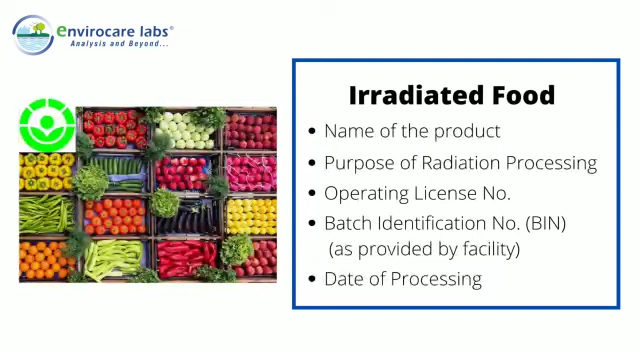 envirocare labs®
Analysis and Beyond...
Irradiated Food
• Name of the product
• Purpose of Radiation Processing
• Operating License No.
• Batch Identification No. (BIN)
(as provided by facility)
• Date of Processing